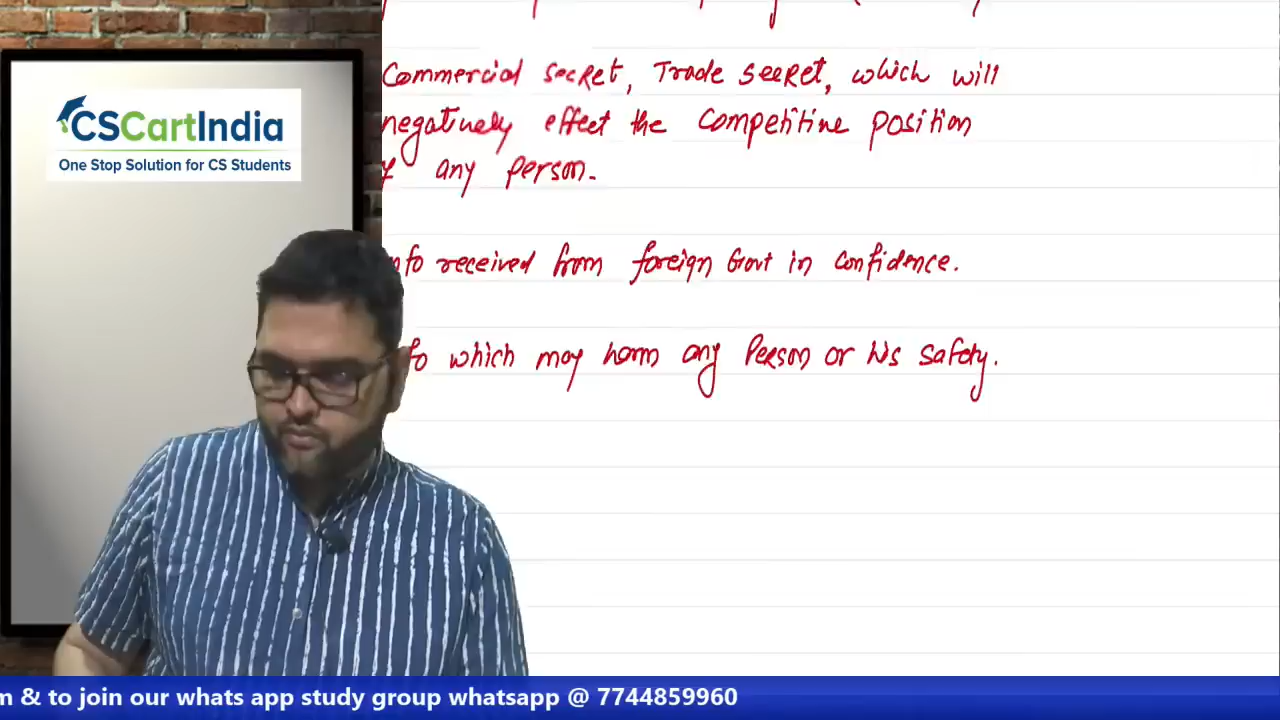 CSCartIndia
One Stop Solution for CS Students
Commercial secret, Trade secret, which will
negatively effect the competitive position
any person.
received from foreign Govt in confidence.
which may harm any Person or his safety.
m & to join our whats app study group whatsapp @ 7744859960